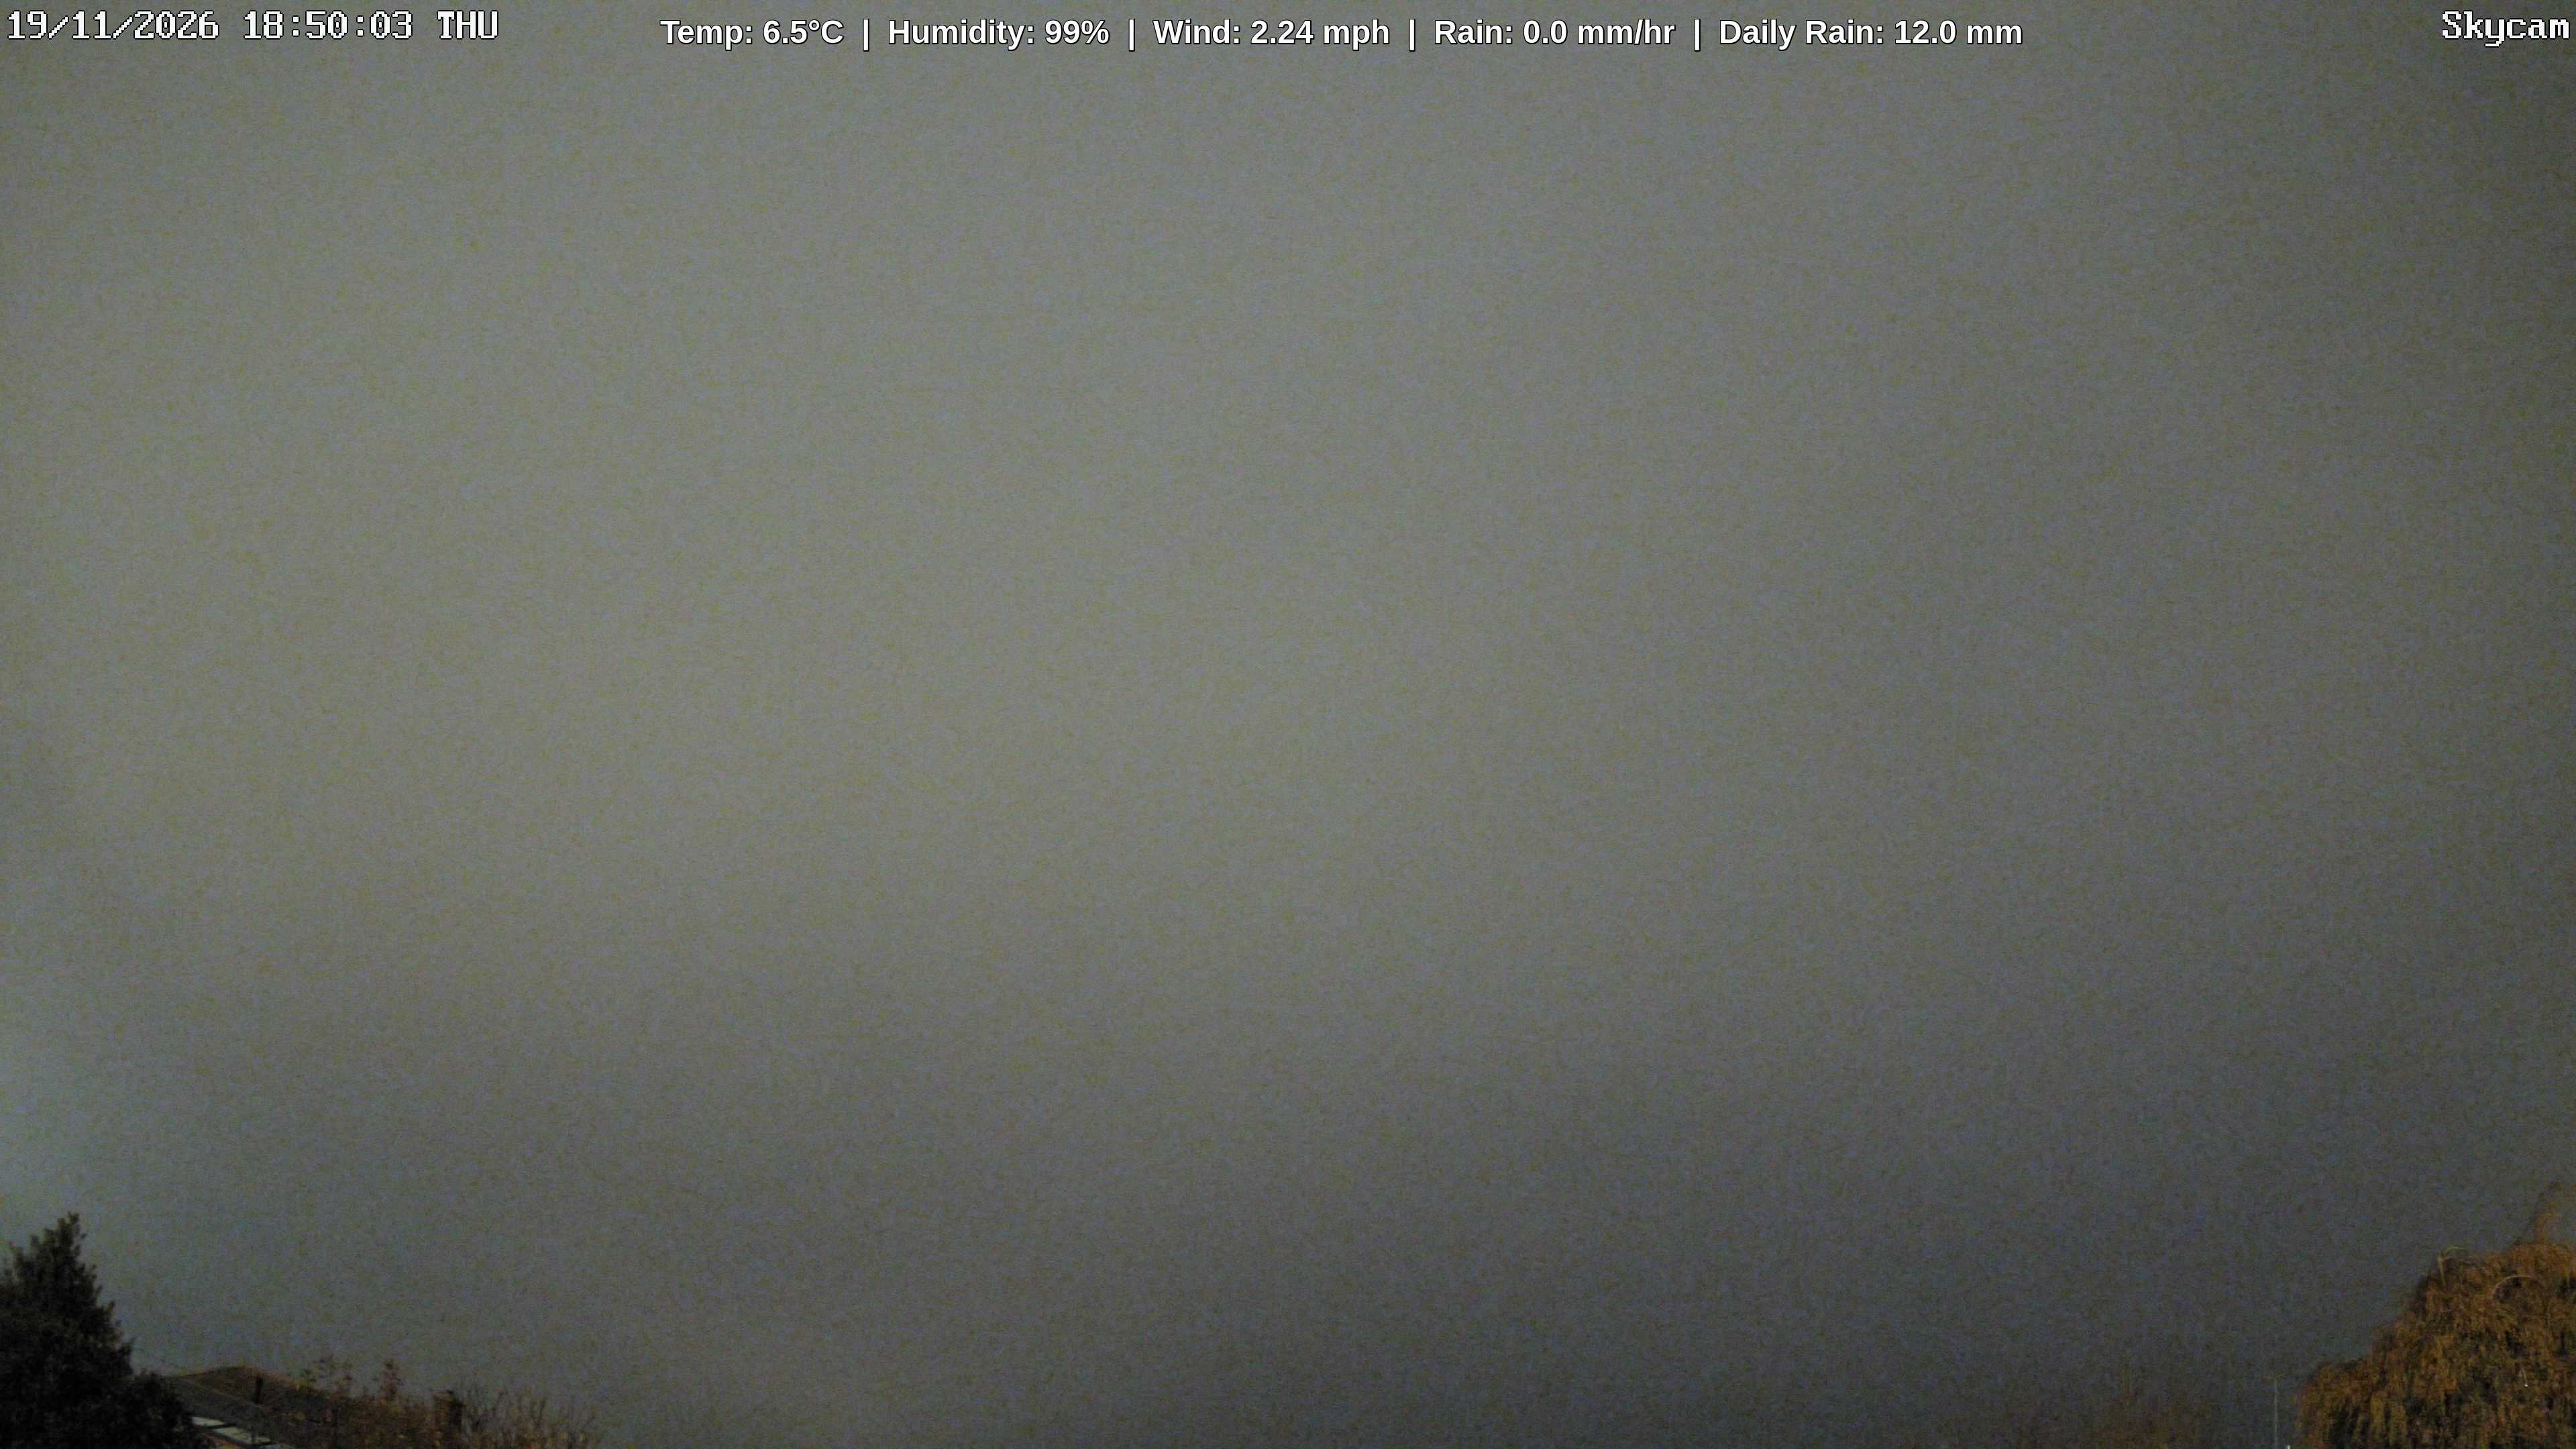 19/11/2026 18:50:03 THU
Temp: 6.5°C | Humidity: 99% | Wind: 2.24 mph | Rain: 0.0 mm/hr | Daily Rain: 12.0 mm
Skycam